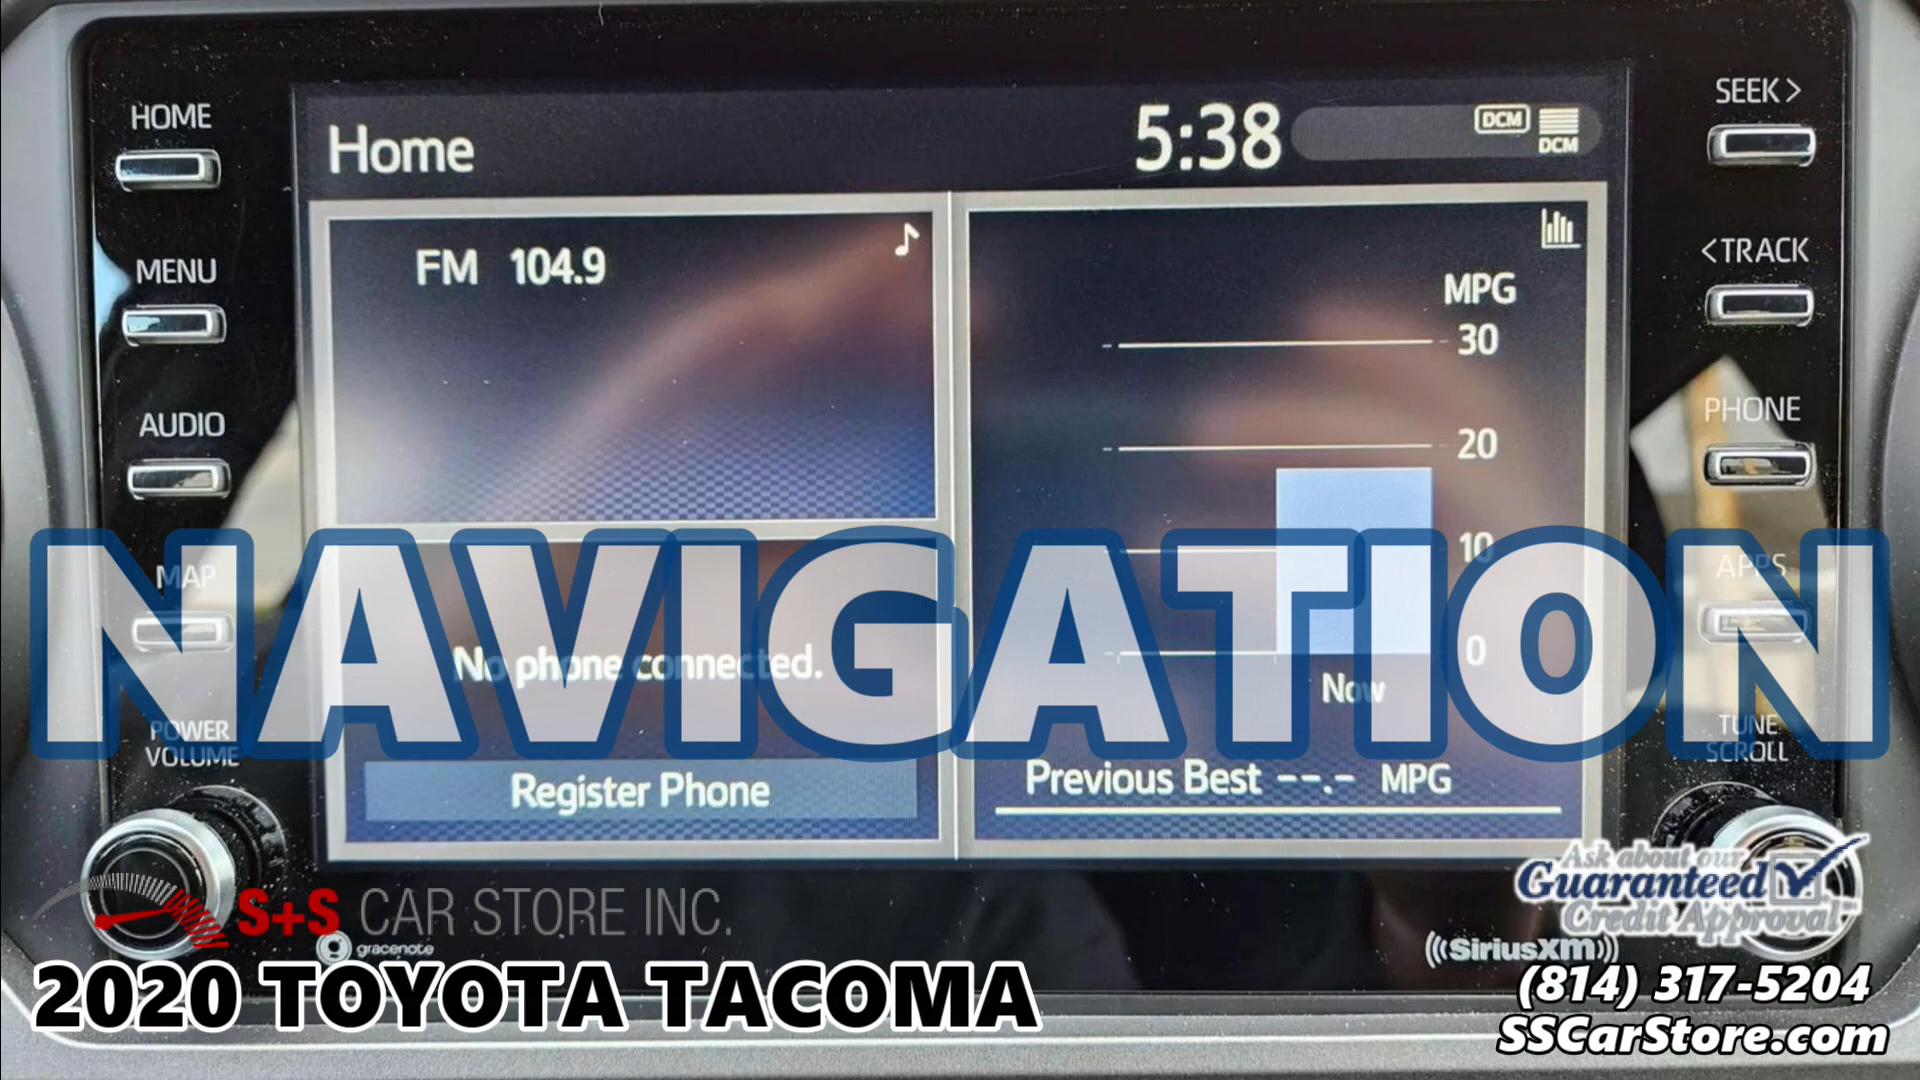 HOME
MENU
AUDIO
MAP
POWER
VOLUME
Home
5:38
DCM
DCM
FM 104.9
No phone connected.
Register Phone
MPG
30
20
10
0
Now
Previous Best --.- MPG
SEEK>
<TRACK
PHONE
APPS
TUNE
SCROLL
NAVIGATION
S+S CAR STORE INC.
gracenote
2020 TOYOTA TACOMA
Ask about our
Guaranteed
Credit Approval
((SiriusXM))
(814) 317-5204
SSCarStore.com